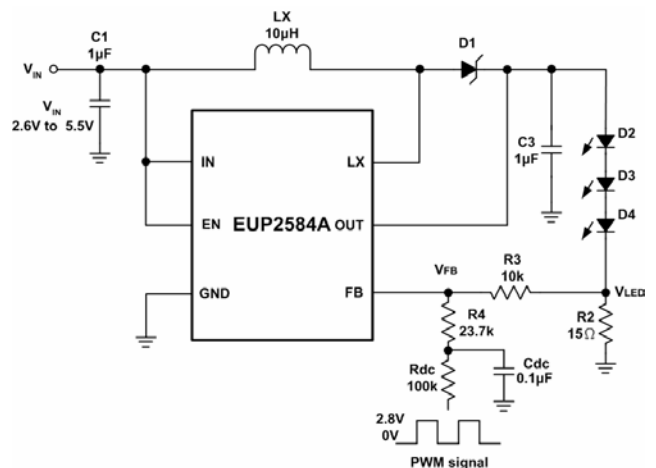 LX
10µH
C1
1µF
D1
VIN
VIN
2.6V to 5.5V
C3
1µF
D2
D3
D4
IN
LX
EN
EUP2584A
OUT
GND
FB
VFB
R3
10k
VLED
R4
23.7k
R2
15Ω
Rdc
100k
Cdc
0.1µF
2.8V
0V
PWM signal